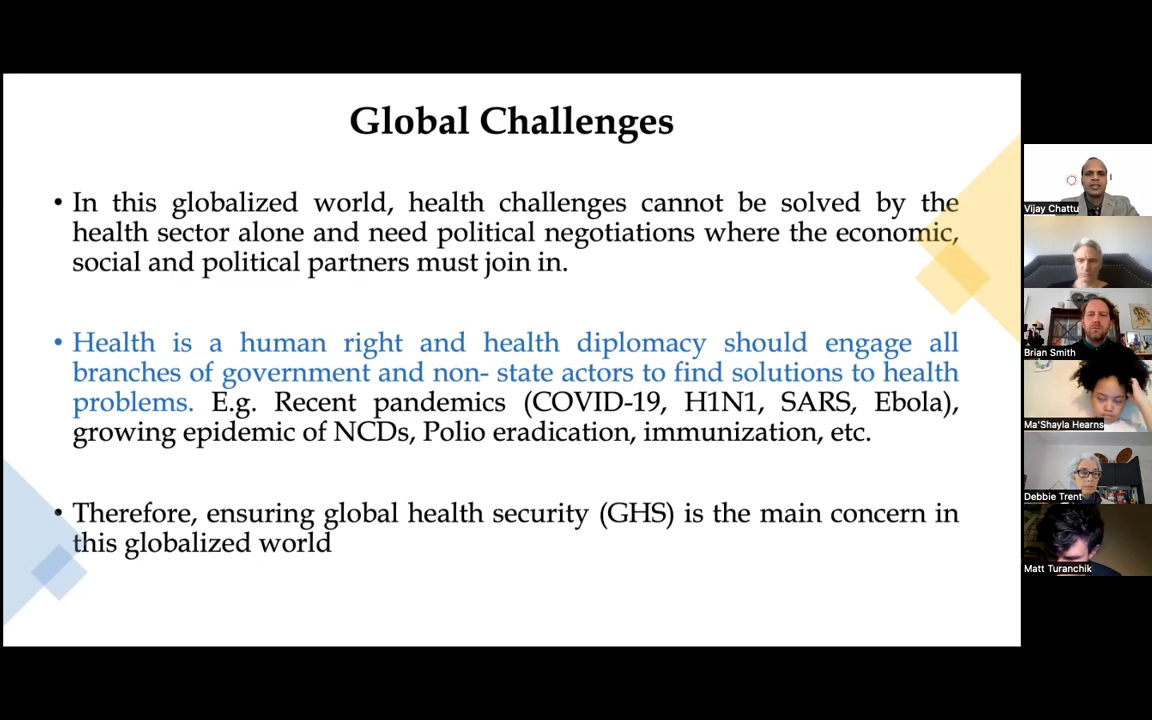 Global Challenges
• In this globalized world, health challenges cannot be solved by the
health sector alone and need political negotiations where the economic,
social and political partners must join in.
• Health is a human right and health diplomacy should engage all
branches of government and non- state actors to find solutions to health
problems. E.g. Recent pandemics (COVID-19, H1N1, SARS, Ebola),
growing epidemic of NCDs, Polio eradication, immunization, etc.
• Therefore, ensuring global health security (GHS) is the main concern in
this globalized world
Vijay Chattu
Brian Smith
Ma'Shayla Hearns
Debbie Trent
Matt Turanchik